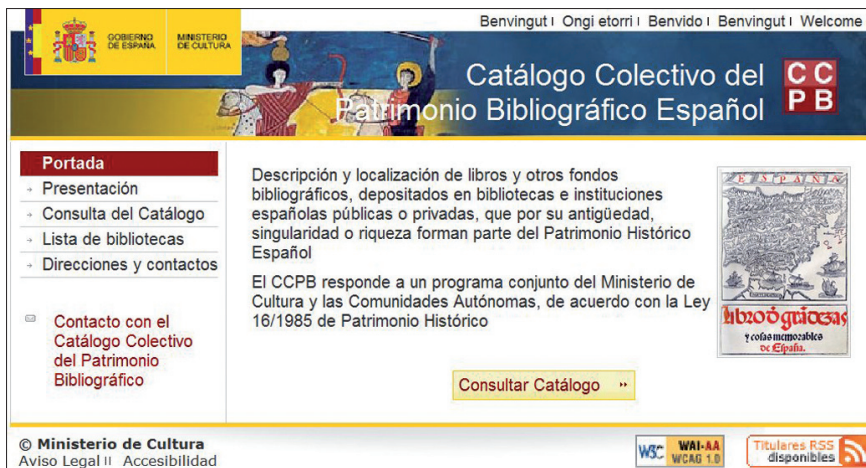 Benvingut | Ongi etorri | Benvido | Benvingut | Welcome
GOBIERNO DE ESPAÑA
MINISTERIO DE CULTURA
Catálogo Colectivo del
Patrimonio Bibliográfico Español
CC
PB
Portada
Presentación
Consulta del Catálogo
Lista de bibliotecas
Direcciones y contactos
Contacto con el
Catálogo Colectivo
del Patrimonio
Bibliográfico
Descripción y localización de libros y otros fondos
bibliográficos, depositados en bibliotecas e instituciones
españolas públicas o privadas, que por su antigüedad,
singularidad o riqueza forman parte del Patrimonio Histórico
Español
El CCPB responde a un programa conjunto del Ministerio de
Cultura y las Comunidades Autónomas, de acuerdo con la Ley
16/1985 de Patrimonio Histórico
Consultar Catálogo
ESPAÑA
y cosas memorables
de España.
© Ministerio de Cultura
Aviso Legal || Accesibilidad
W3C WAI-AA
WCAG 1.0
Titulares RSS
disponibles